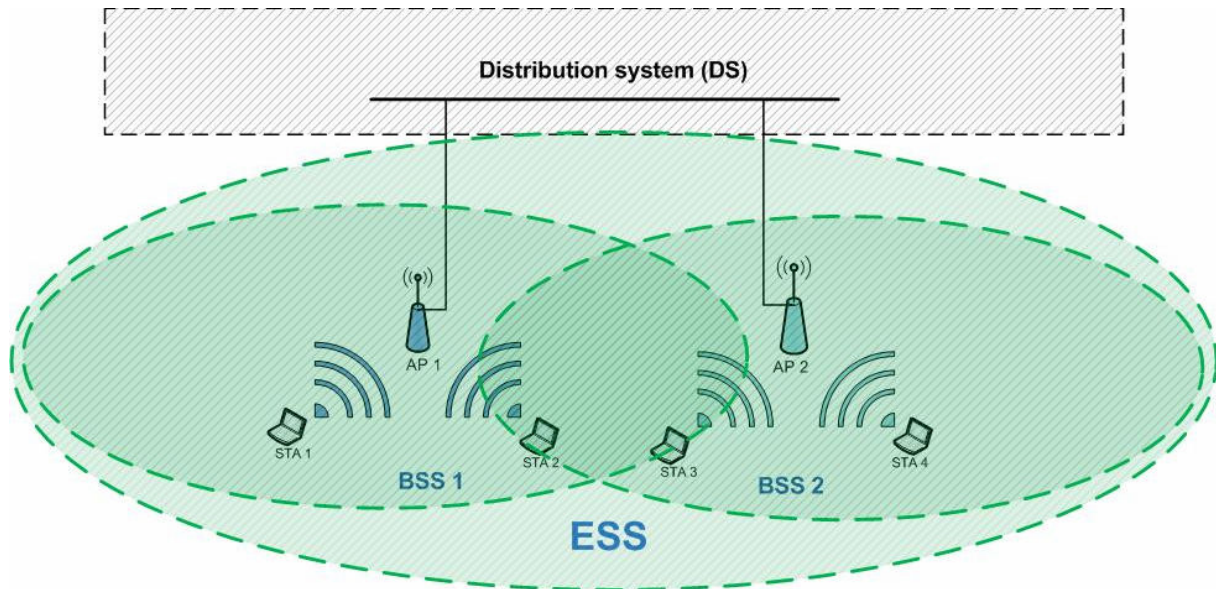 Distribution system (DS)
AP 1
AP 2
STA 1
STA 2
STA 3
STA 4
BSS 1
BSS 2
ESS